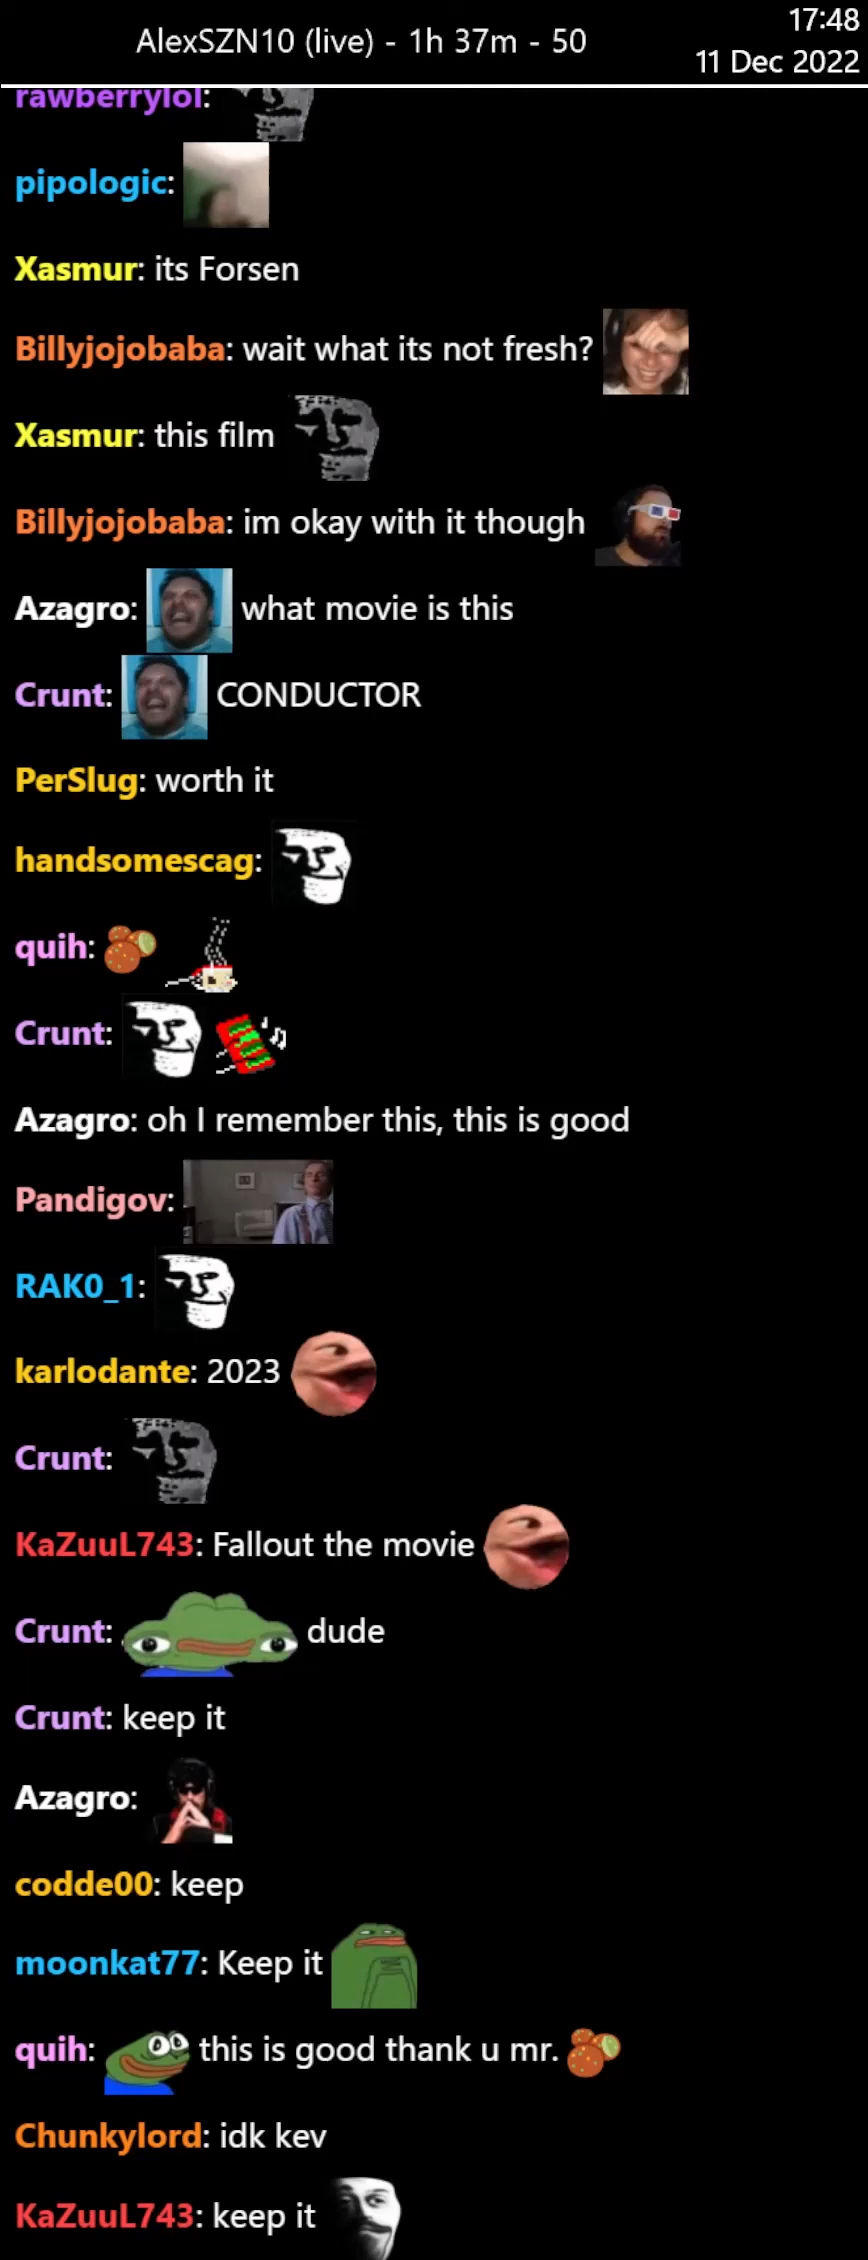 AlexSZN10 (live) - 1h 37m - 50
17:48
11 Dec 2022
rawberrylol:
pipologic:
Xasmur: its Forsen
Billyjojobaba: wait what its not fresh?
Xasmur: this film
Billyjojobaba: im okay with it though
Azagro: what movie is this
Crunt: CONDUCTOR
PerSlug: worth it
handsomescag:
quih:
Crunt:
Azagro: oh I remember this, this is good
Pandigov:
RAK0_1:
karlodante: 2023
Crunt:
KaZuuL743: Fallout the movie
Crunt: dude
Crunt: keep it
Azagro:
codde00: keep
moonkat77: Keep it
quih: this is good thank u mr.
Chunkylord: idk kev
KaZuuL743: keep it